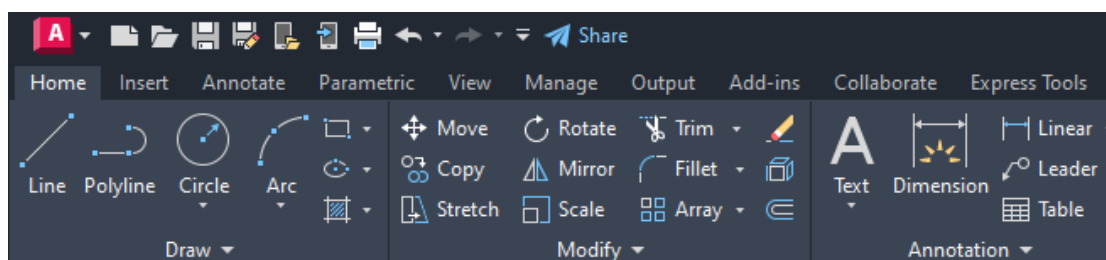 A
Share
Home Insert Annotate Parametric View Manage Output Add-ins Collaborate Express Tools
Line Polyline Circle Arc
Draw
Move Rotate Trim
Copy Mirror Fillet
Stretch Scale Array
Modify
A
Text Dimension
Linear
Leader
Table
Annotation